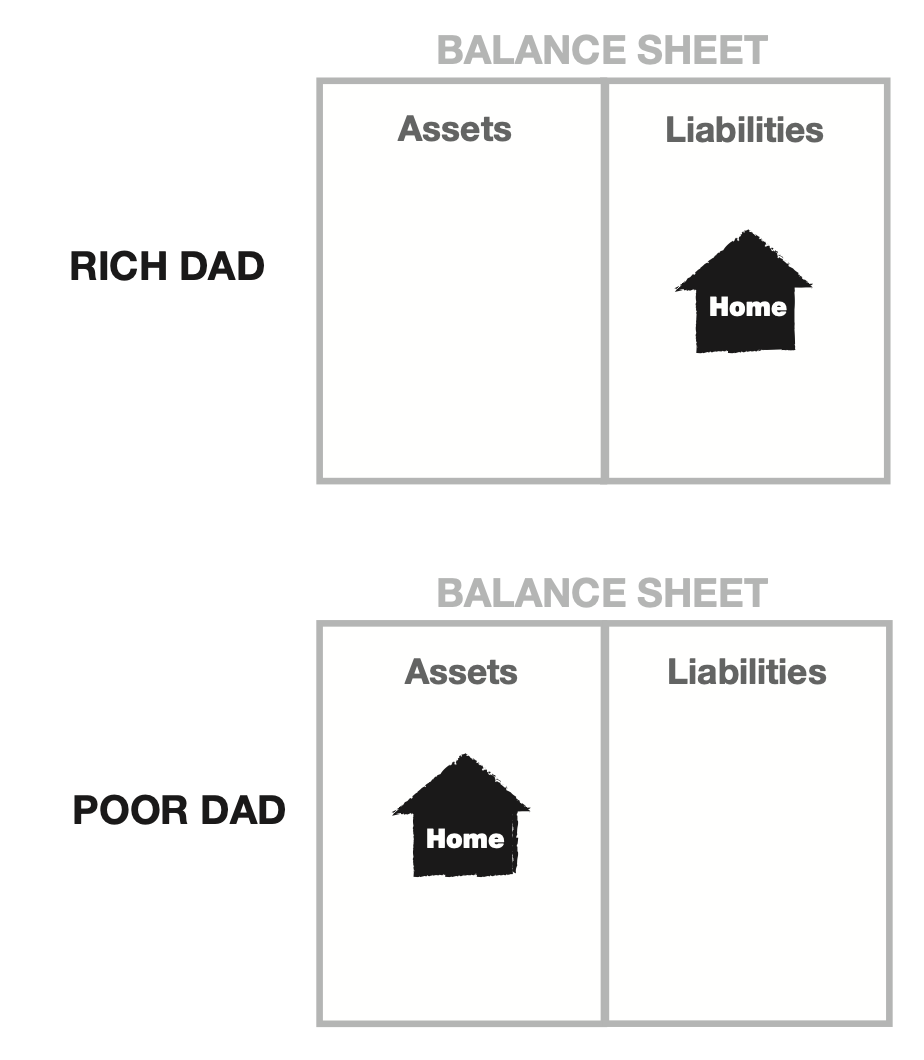 BALANCE SHEET
Assets
Liabilities
RICH DAD
Home
BALANCE SHEET
Assets
Liabilities
POOR DAD
Home